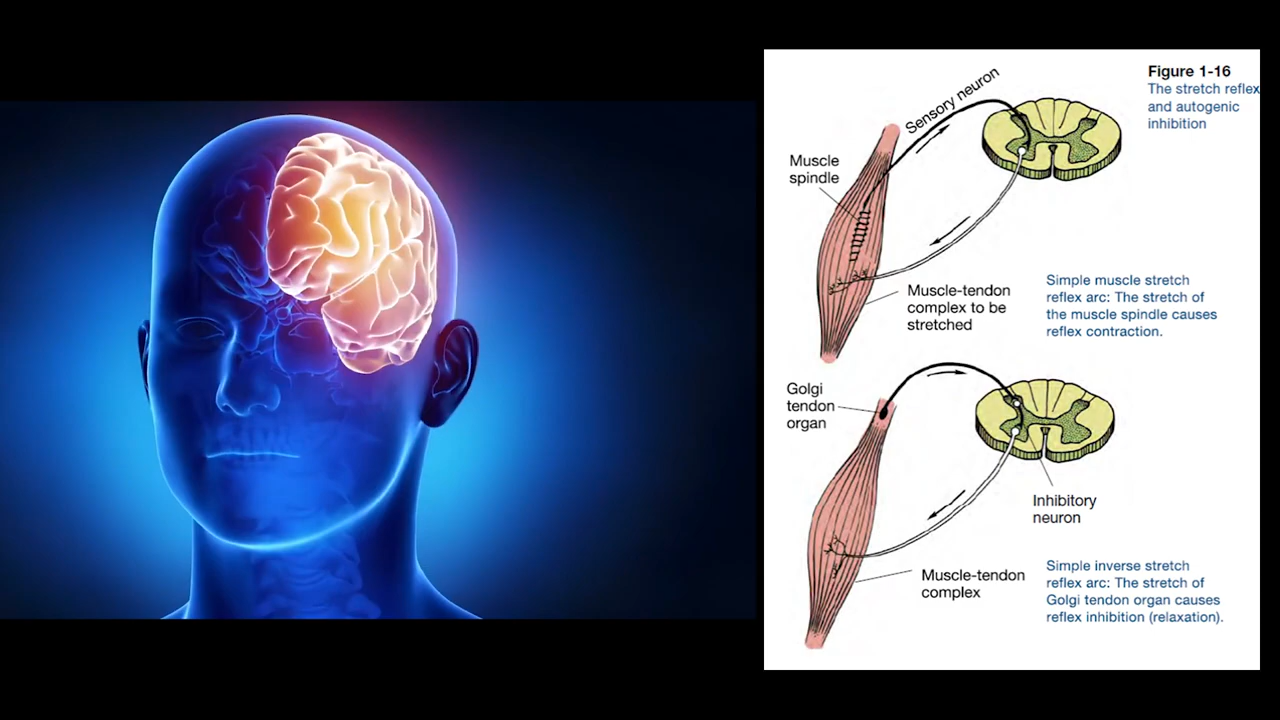 Figure 1-16
The stretch reflex
and autogenic
inhibition
Sensory neuron
Muscle
spindle
Muscle-tendon
complex to be
stretched
Simple muscle stretch
reflex arc: The stretch of
the muscle spindle causes
reflex contraction.
Golgi
tendon
organ
Inhibitory
neuron
Muscle-tendon
complex
Simple inverse stretch
reflex arc: The stretch of
Golgi tendon organ causes
reflex inhibition (relaxation).